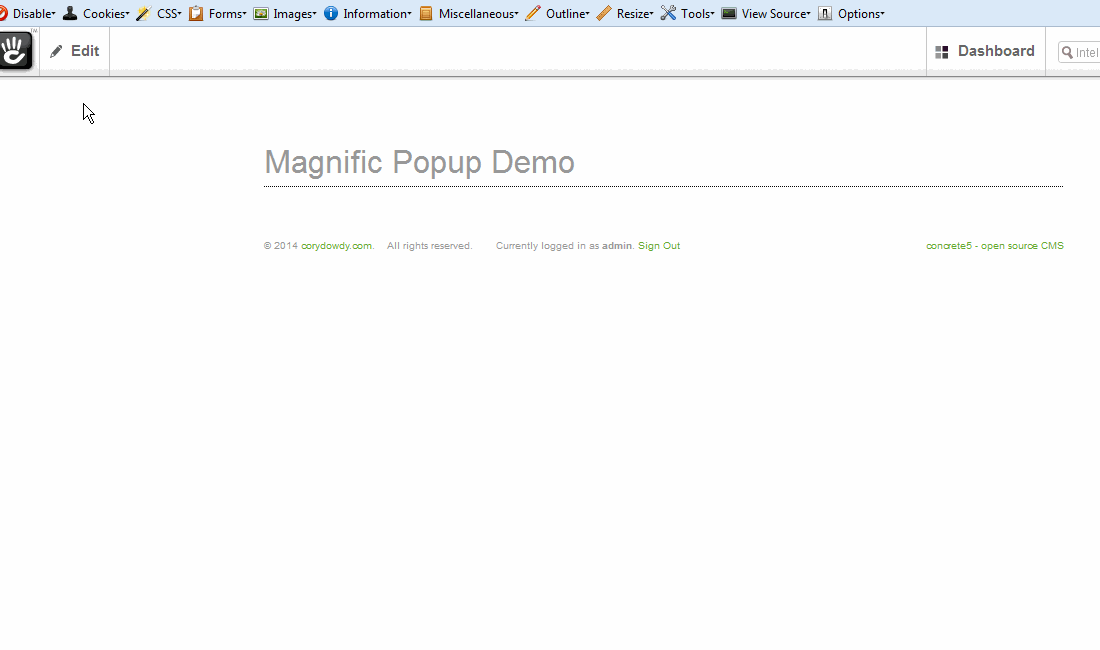 Disable Cookies CSS Forms Images Information Miscellaneous Outline Resize Tools View Source Options
Edit Dashboard Intel
Magnific Popup Demo
© 2014 corydowdy.com. All rights reserved. Currently logged in as admin. Sign Out concrete5 - open source CMS